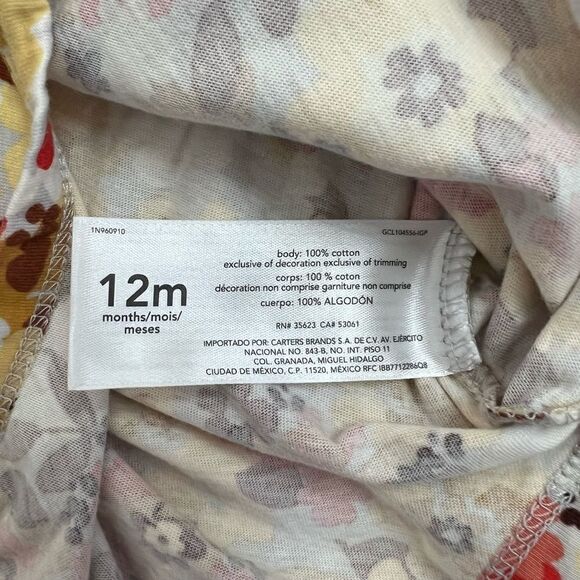 1N960910
GCL104556-IGP
12m
months/mois/
meses
body: 100% cotton
exclusive of decoration exclusive of trimming
corps: 100 % coton
décoration non comprise garniture non comprise
cuerpo: 100% ALGODÓN
RN# 35623 CA# 53061
IMPORTADO POR: CARTERS BRANDS S.A. DE C.V. AV. EJÉRCITO
NACIONAL NO. 843-B, NO. INT. PISO 11
COL. GRANADA, MIGUEL HIDALGO
CIUDAD DE MÉXICO, C.P. 11520, MÉXICO RFC IBB7712286Q8